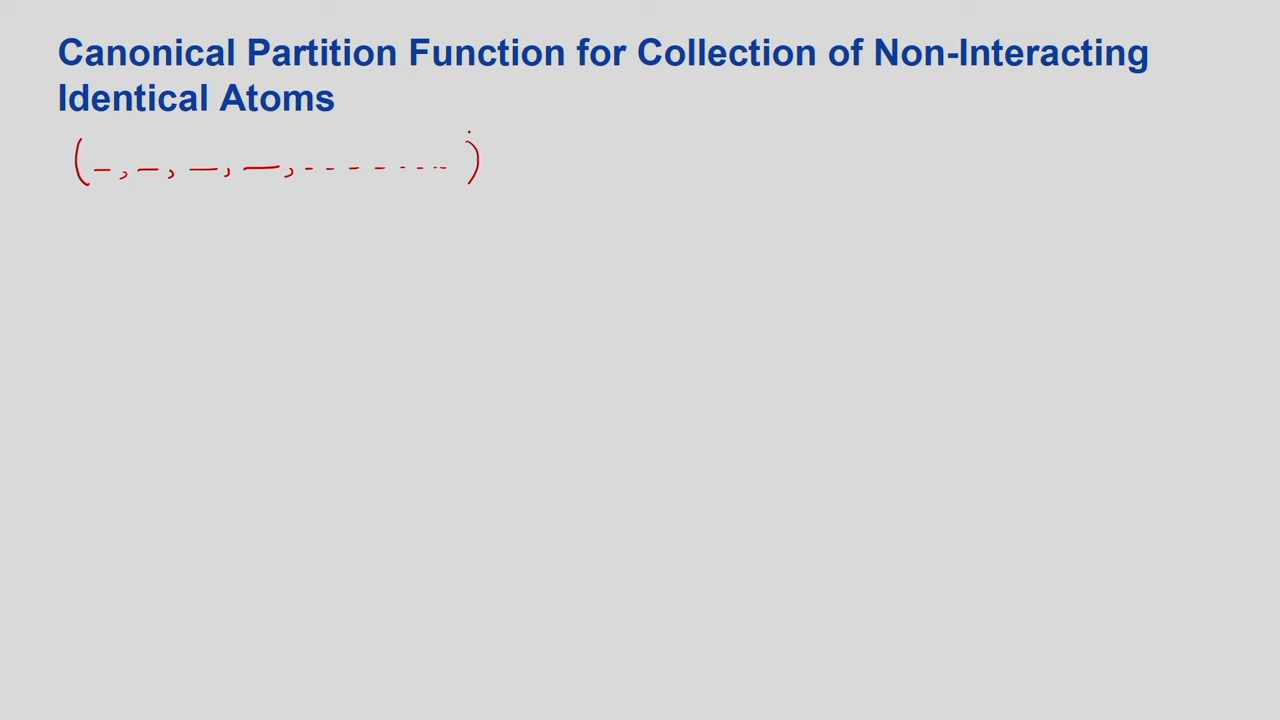 Canonical Partition Function for Collection of Non-Interacting
Identical Atoms
(_,_,_,_,.........)